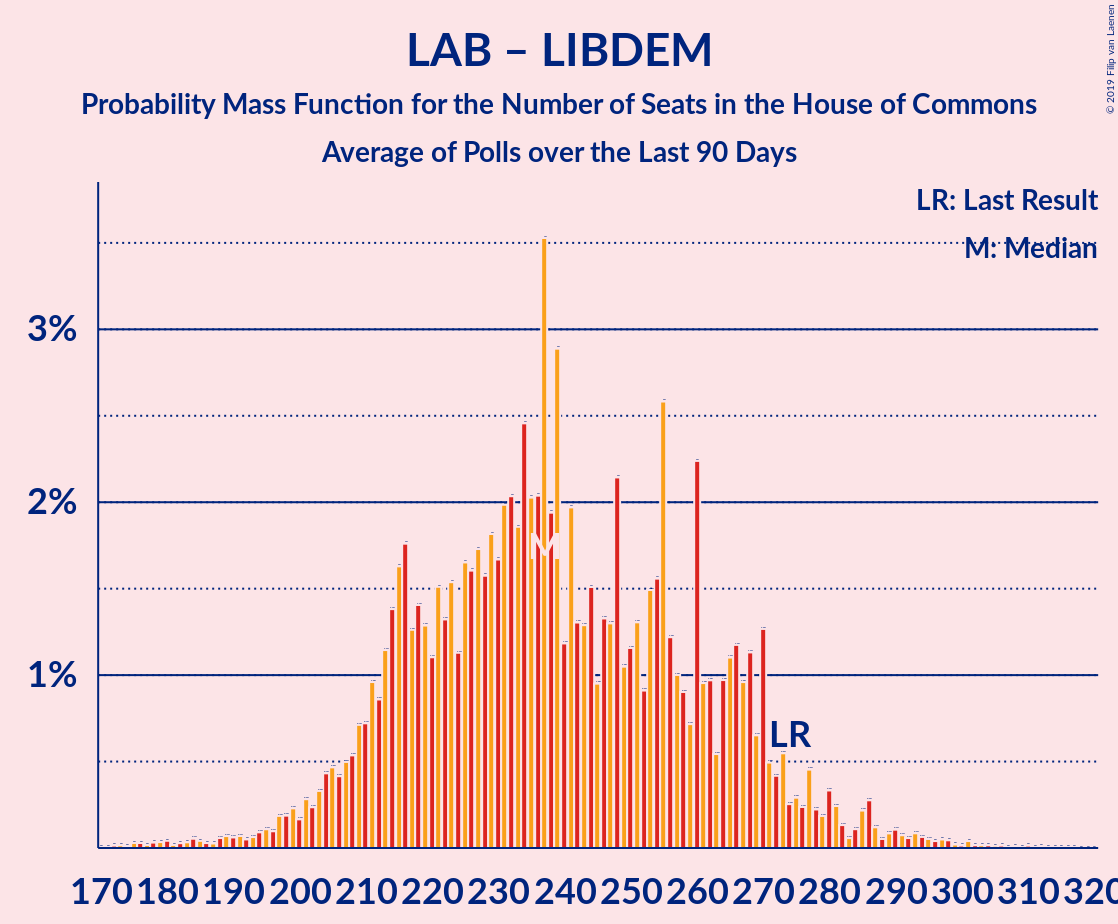 LAB – LIBDEM
Probability Mass Function for the Number of Seats in the House of Commons
Average of Polls over the Last 90 Days
© 2019 Filip van Laenen
LR: Last Result
M: Median
3%
2%
1%
M
LR
170 180 190 200 210 220 230 240 250 260 270 280 290 300 310 320